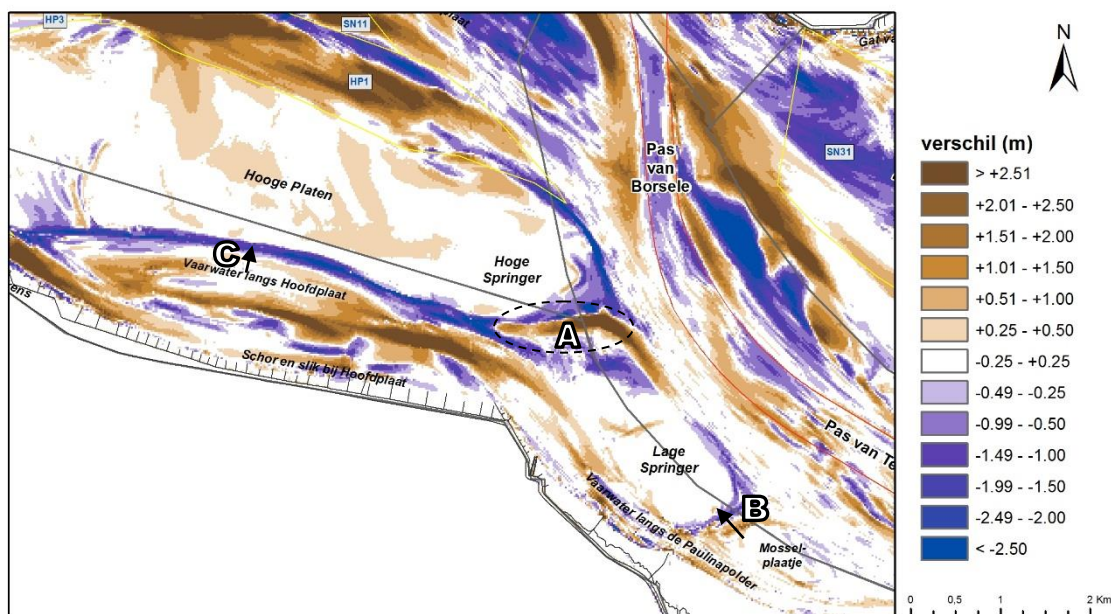 HP3
SN11
plaat
Gat va
N
HP1
Pas
van
Borsele
SN31
verschil (m)
> +2.51
+2.01 - +2.50
+1.51 - +2.00
+1.01 - +1.50
+0.51 - +1.00
+0.25 - +0.50
-0.25 - +0.25
-0.49 - -0.25
-0.99 - -0.50
-1.49 - -1.00
-1.99 - -1.50
-2.49 - -2.00
< -2.50
Hooge Platen
C
Hoge
Springer
Vaarwater langs Hoofdplaat
ens
A
Schor en slik bij Hoofdplaat
Pas van Te
Lage
Springer
B
Vaarwater langs de Paulinapolder
Mossel-
plaatje
0 0,5 1 2 Km